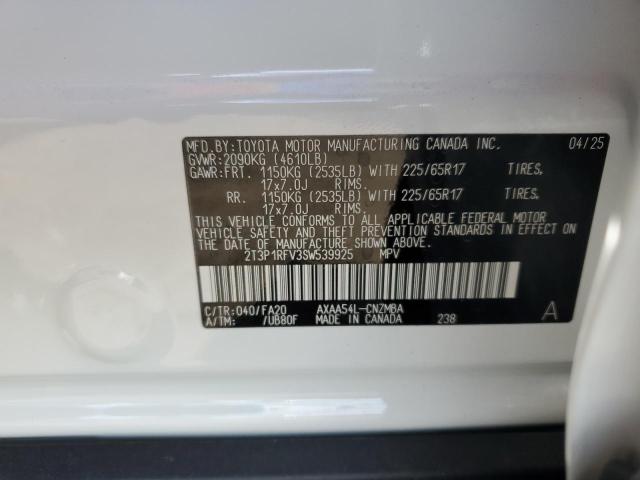 MFD. BY: TOYOTA MOTOR MANUFACTURING CANADA INC. 04/25
GVWR: 2090KG (4610LB)
GAWR: FRT. 1150KG (2535LB) WITH 225/65R17 TIRES.
17x7.0J RIMS.
RR. 1150KG (2535LB) WITH 225/65R17 TIRES.
17x7.0J RIMS.
THIS VEHICLE CONFORMS TO ALL APPLICABLE FEDERAL MOTOR
VEHICLE SAFETY AND THEFT PREVENTION STANDARDS IN EFFECT
ON THE DATE OF MANUFACTURE SHOWN ABOVE.
2T3P1RFV3SW539925 MPV
C/TR: 040/FA20 AXAA54L-CNZMBA
A/TM: /UB80F MADE IN CANADA 238 A